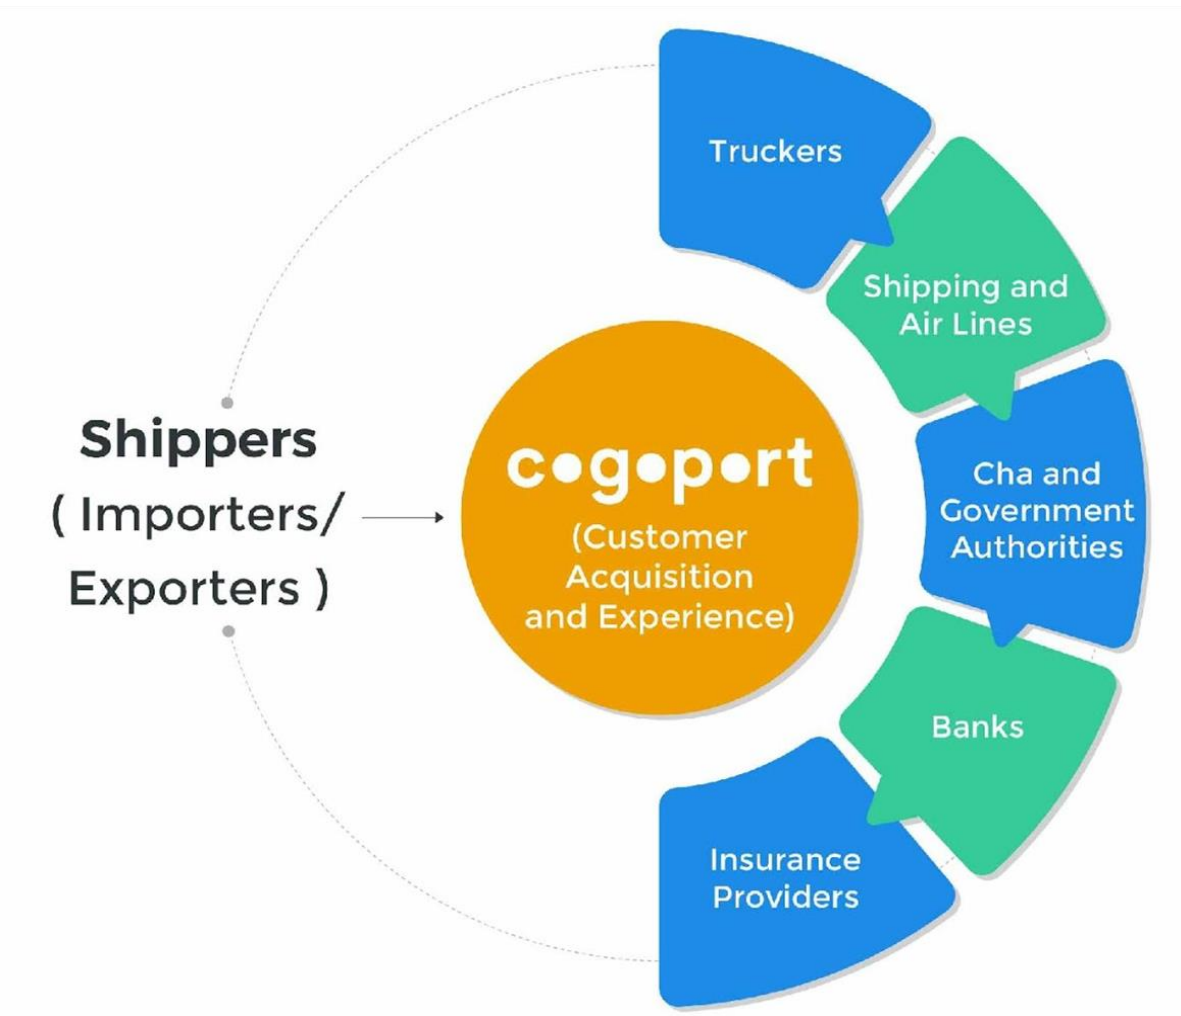 Truckers
Shipping and
Air Lines
Shippers
( Importers/
Exporters )
cogoport
(Customer
Acquisition
and Experience)
Cha and
Government
Authorities
Banks
Insurance
Providers